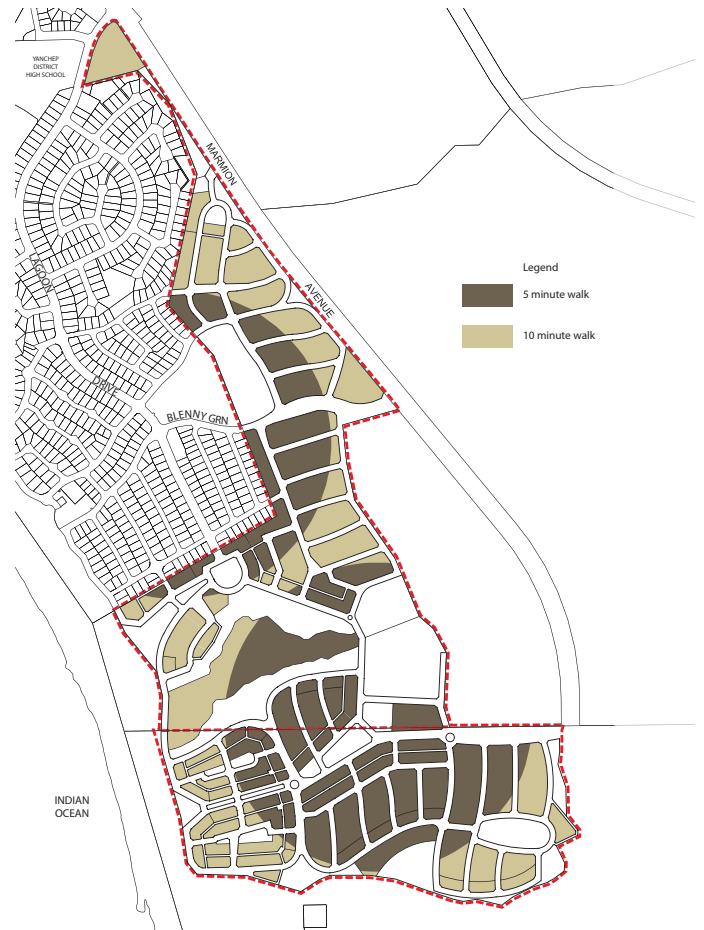 YANCHEP
DISTRICT
HIGH SCHOOL
MARMION
AVENUE
LAGOON
DRIVE
BLENNY GRN
Legend
5 minute walk
10 minute walk
INDIAN
OCEAN